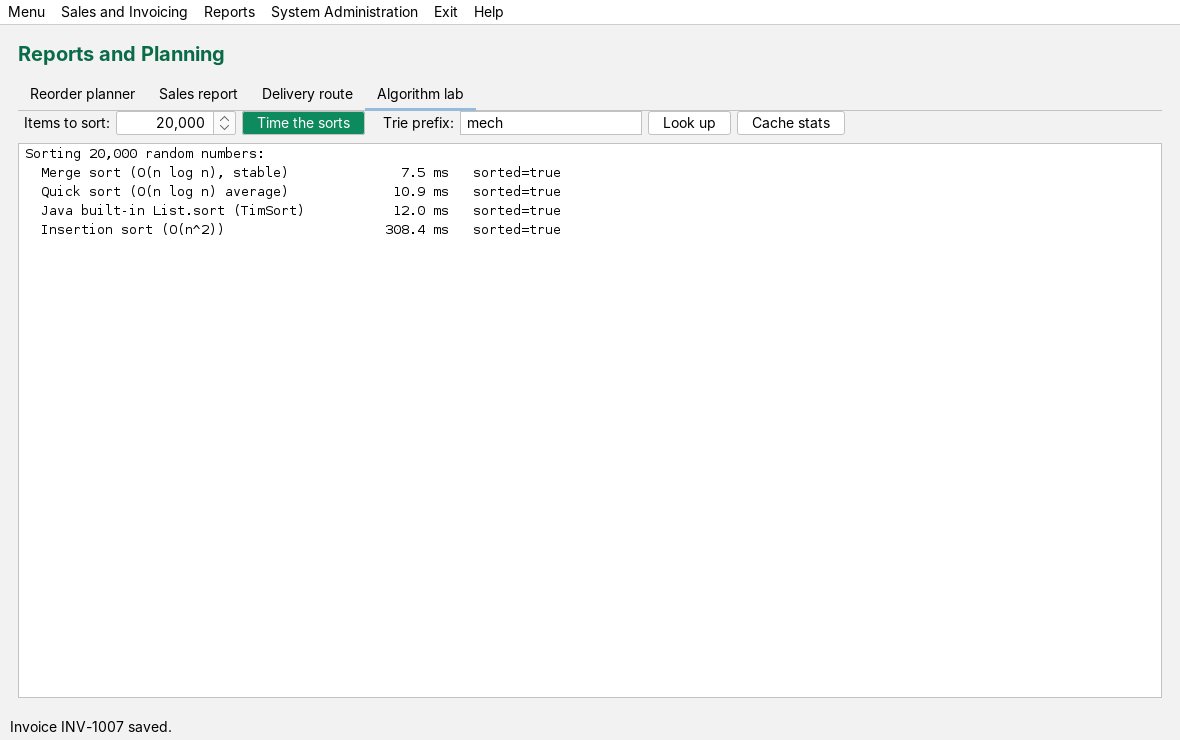 Menu Sales and Invoicing Reports System Administration Exit Help
Reports and Planning
Reorder planner Sales report Delivery route Algorithm lab
Items to sort: 20,000 Time the sorts Trie prefix: mech Look up Cache stats
Sorting 20,000 random numbers:
Merge sort (O(n log n), stable) 7.5 ms sorted=true
Quick sort (O(n log n) average) 10.9 ms sorted=true
Java built-in List.sort (TimSort) 12.0 ms sorted=true
Insertion sort (O(n^2)) 308.4 ms sorted=true
Invoice INV-1007 saved.